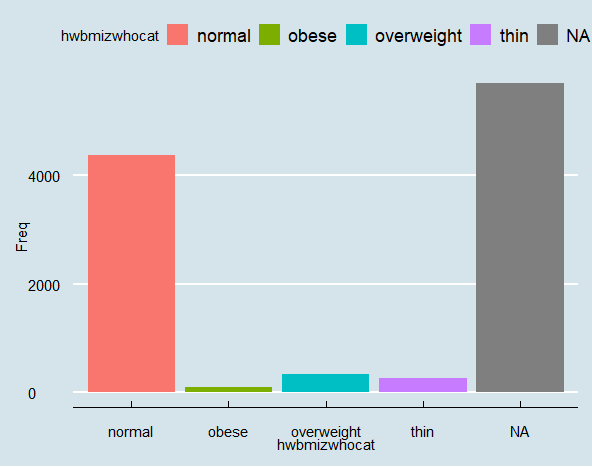 hwbmizwhocat normal obese overweight thin NA
4000
2000
0
Freq
normal obese overweight thin NA
hwbmizwhocat